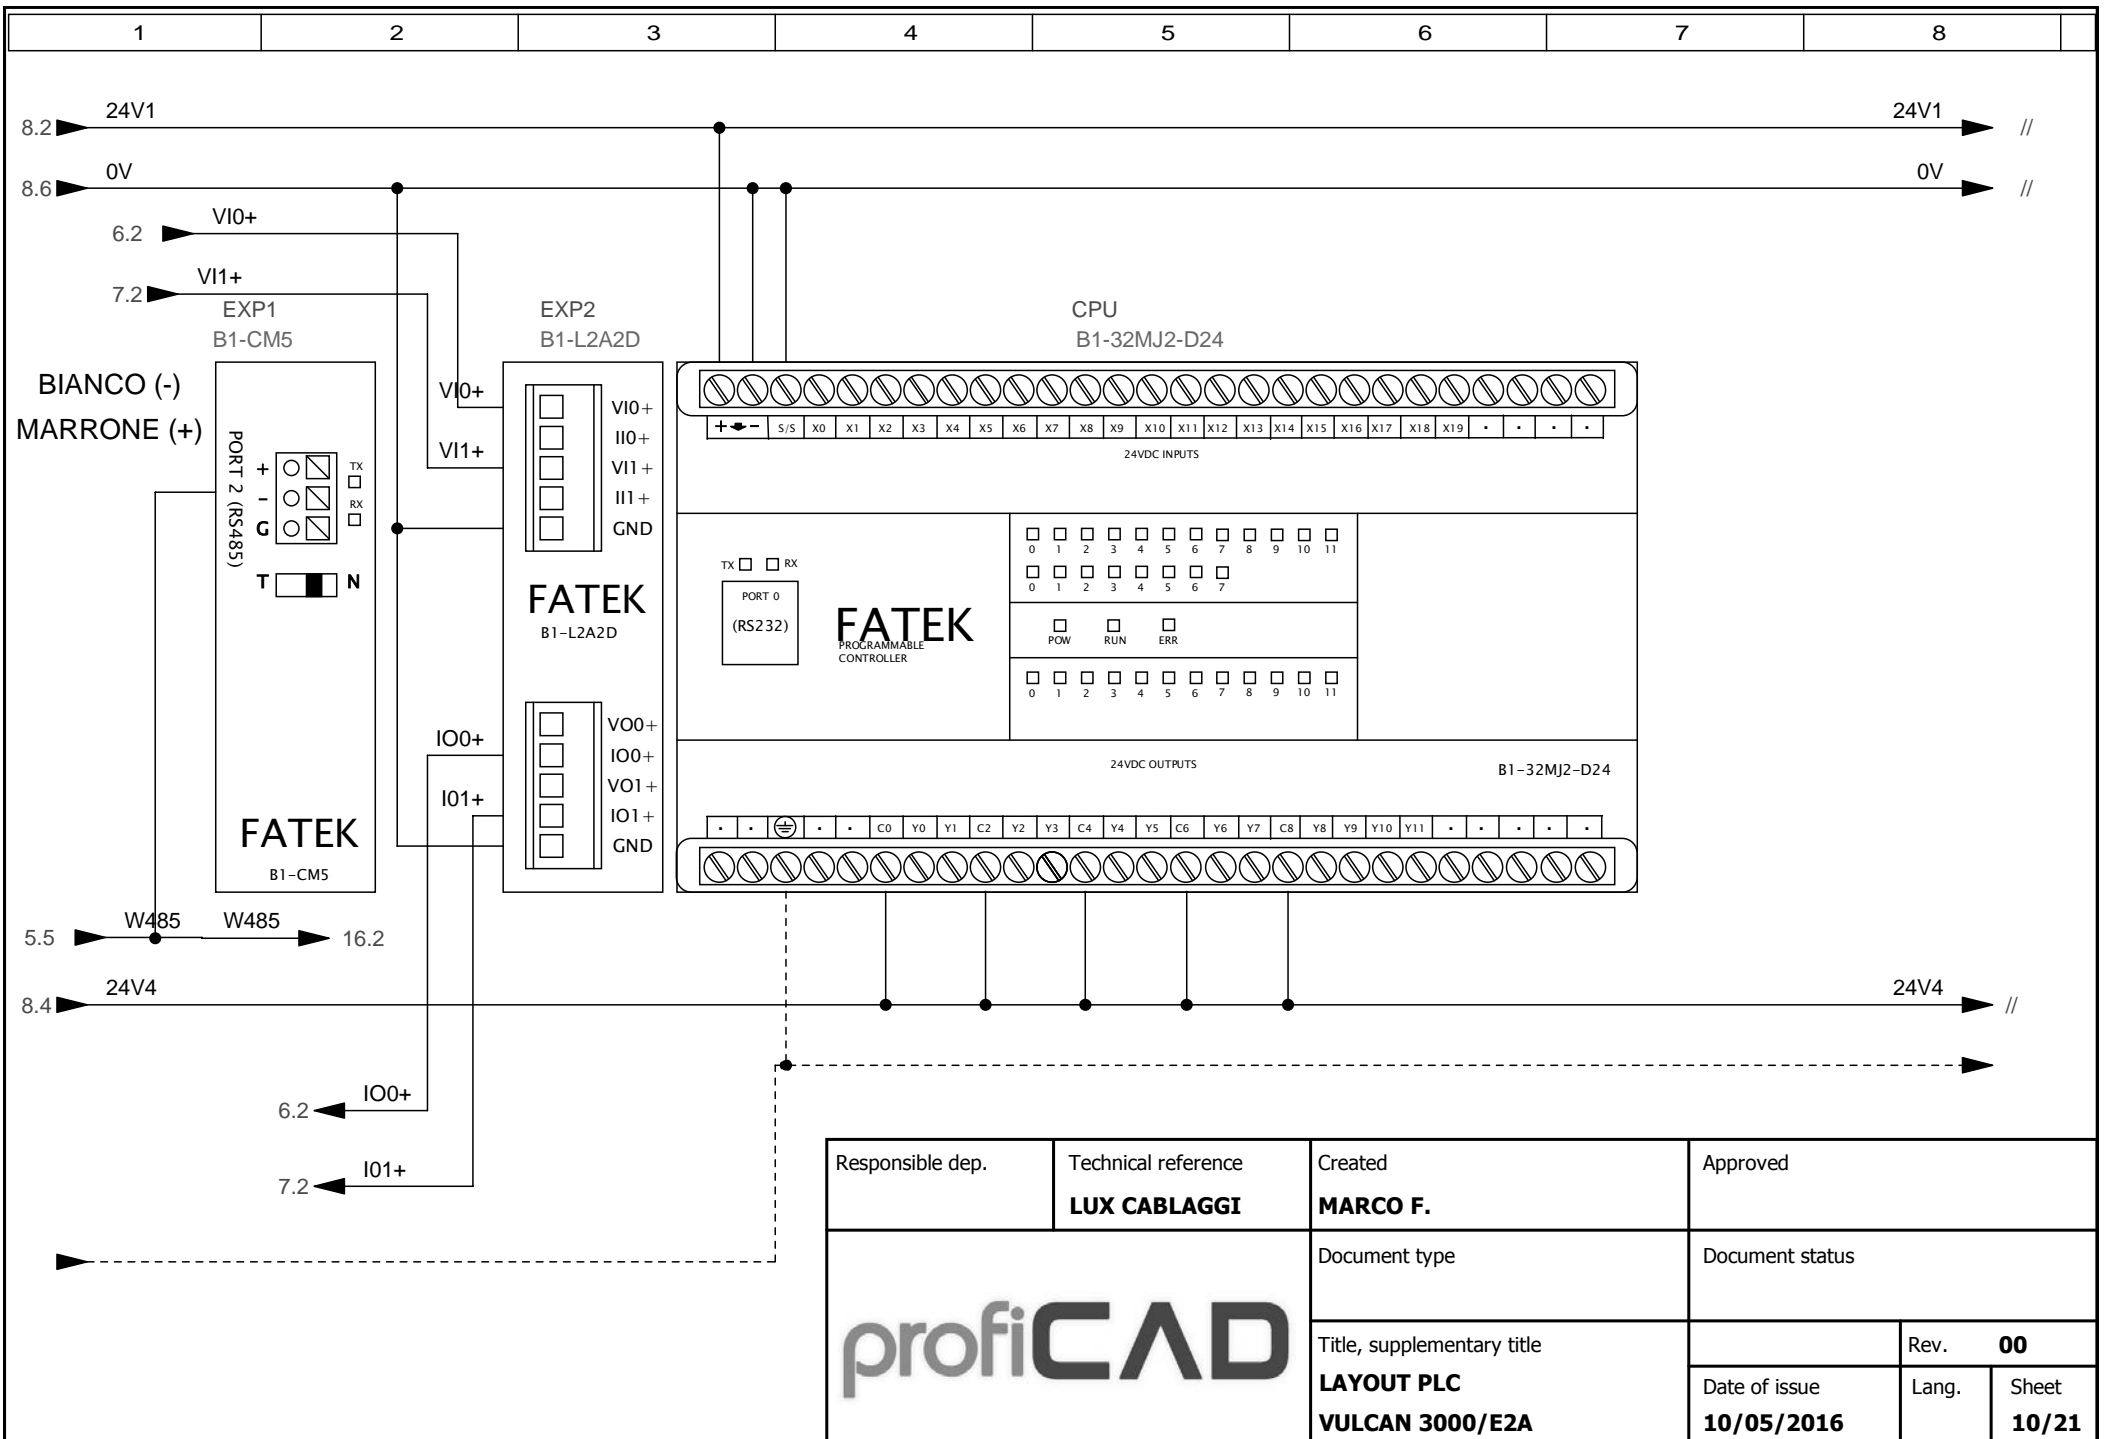 1 2 3 4 5 6 7 8
24V1 24V1
8.2 //
0V 0V
8.6 //
VI0+
6.2
VI1+
7.2
EXP1 EXP2 CPU
B1-CM5 B1-L2A2D B1-32MJ2-D24
BIANCO (-)
MARRONE (+)
PORT 2 (RS485)
+ TX
- RX
G
T N
FATEK
B1-CM5
VI0+ VI0+
II0+
VI1+ VI1+
II1+
GND
FATEK
B1-L2A2D
VO0+
IO0+ IO0+
VO1+
I01+ IO1+
GND
+ - S/S X0 X1 X2 X3 X4 X5 X6 X7 X8 X9 X10 X11 X12 X13 X14 X15 X16 X17 X18 X19 · · · ·
24VDC INPUTS
0 1 2 3 4 5 6 7 8 9 10 11
TX RX
0 1 2 3 4 5 6 7
PORT 0
(RS232)
FATEK
PROGRAMMABLE
CONTROLLER
POW RUN ERR
0 1 2 3 4 5 6 7 8 9 10 11
24VDC OUTPUTS
B1-32MJ2-D24
· · · · C0 Y0 Y1 C2 Y2 Y3 C4 Y4 Y5 C6 Y6 Y7 C8 Y8 Y9 Y10 Y11 · · · · ·
W485 W485
5.5 16.2
24V4 24V4
8.4 //
IO0+
6.2
I01+
7.2
Responsible dep. Technical reference Created Approved
LUX CABLAGGI MARCO F.
Document type Document status
profiCAD
Title, supplementary title Rev. 00
LAYOUT PLC Date of issue Lang. Sheet
VULCAN 3000/E2A 10/05/2016 10/21